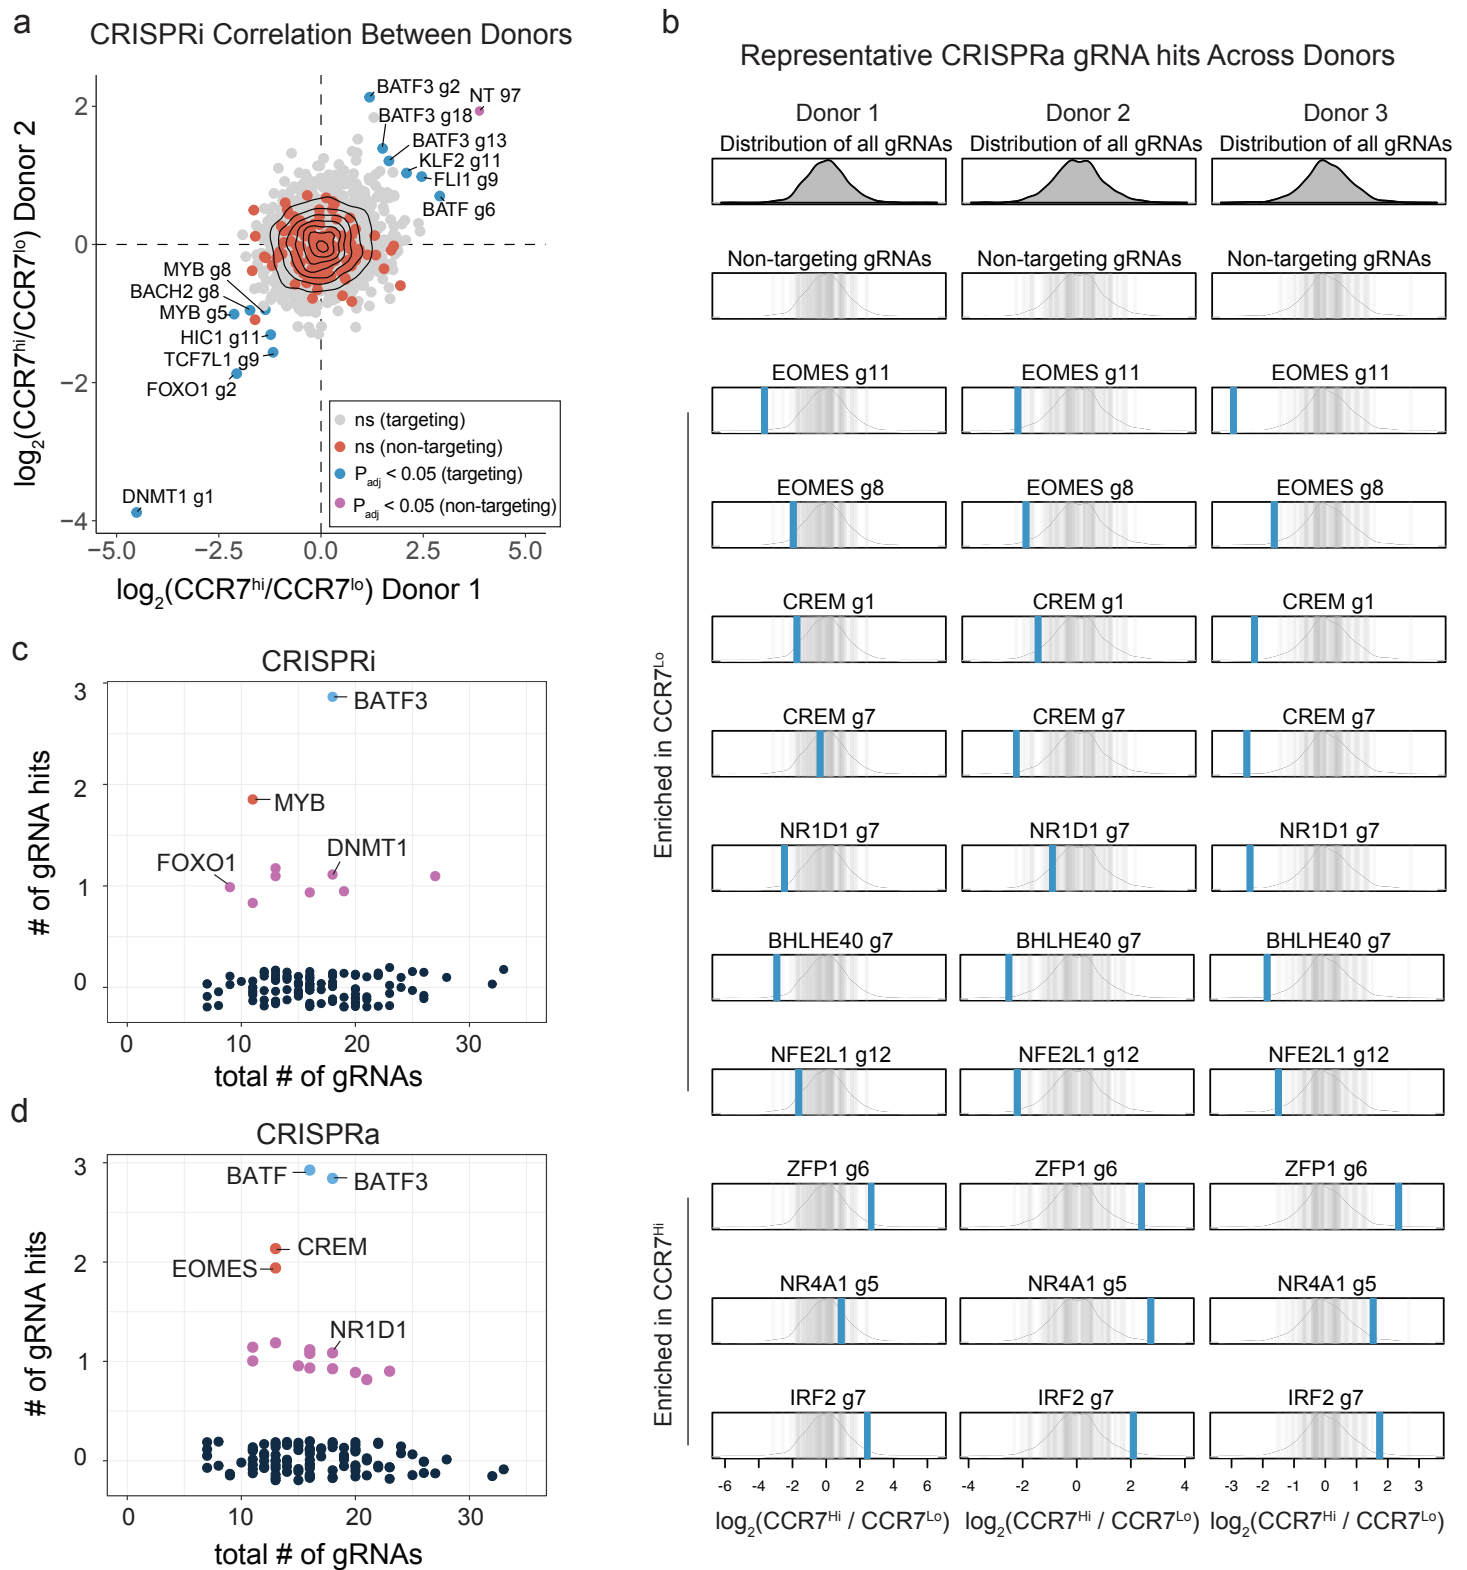 a
CRISPRi Correlation Between Donors
log2(CCR7hi/CCR7lo) Donor 2
2
0
−2
−4
BATF3 g2
NT 97
BATF3 g18
BATF3 g13
KLF2 g11
FLI1 g9
BATF g6
MYB g8
BACH2 g8
MYB g5
HIC1 g11
TCF7L1 g9
FOXO1 g2
DNMT1 g1
ns (targeting)
ns (non-targeting)
Padj < 0.05 (targeting)
Padj < 0.05 (non-targeting)
−5.0 −2.5 0.0 2.5 5.0
log2(CCR7hi/CCR7lo) Donor 1
b
Representative CRISPRa gRNA hits Across Donors
Donor 1 Donor 2 Donor 3
Distribution of all gRNAs Distribution of all gRNAs Distribution of all gRNAs
Non-targeting gRNAs Non-targeting gRNAs Non-targeting gRNAs
Enriched in CCR7Lo
EOMES g11 EOMES g11 EOMES g11
EOMES g8 EOMES g8 EOMES g8
CREM g1 CREM g1 CREM g1
CREM g7 CREM g7 CREM g7
NR1D1 g7 NR1D1 g7 NR1D1 g7
BHLHE40 g7 BHLHE40 g7 BHLHE40 g7
NFE2L1 g12 NFE2L1 g12 NFE2L1 g12
Enriched in CCR7Hi
ZFP1 g6 ZFP1 g6 ZFP1 g6
NR4A1 g5 NR4A1 g5 NR4A1 g5
IRF2 g7 IRF2 g7 IRF2 g7
-6 -4 -2 0 2 4 6 -4 -2 0 2 4 -3 -2 -1 0 1 2 3
log2(CCR7Hi / CCR7Lo) log2(CCR7Hi / CCR7Lo) log2(CCR7Hi / CCR7Lo)
c
CRISPRi
# of gRNA hits
3
2
1
0
BATF3
MYB
FOXO1
DNMT1
0 10 20 30
total # of gRNAs
d
CRISPRa
# of gRNA hits
3
2
1
0
BATF
BATF3
CREM
EOMES
NR1D1
0 10 20 30
total # of gRNAs